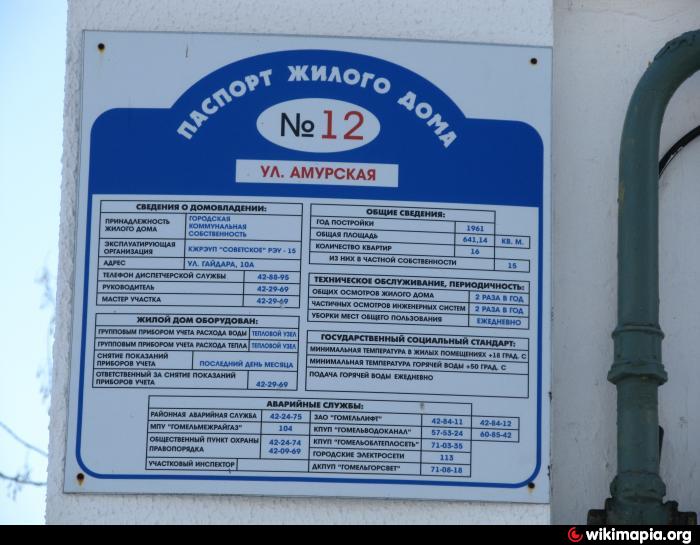 ПАСПОРТ ЖИЛОГО ДОМА
№12
УЛ. АМУРСКАЯ
СВЕДЕНИЯ О ДОМОВЛАДЕНИИ:
ПРИНАДЛЕЖНОСТЬ ЖИЛОГО ДОМА
ГОРОДСКАЯ КОММУНАЛЬНАЯ СОБСТВЕННОСТЬ
ЭКСПЛУАТИРУЮЩАЯ ОРГАНИЗАЦИЯ
КЖРЭУП "СОВЕТСКОЕ" РЭУ - 15
АДРЕС УЛ. ГАЙДАРА, 10А
ТЕЛЕФОН ДИСПЕТЧЕРСКОЙ СЛУЖБЫ 42-88-95
РУКОВОДИТЕЛЬ 42-29-69
МАСТЕР УЧАСТКА 42-29-69
ЖИЛОЙ ДОМ ОБОРУДОВАН:
ГРУППОВЫМ ПРИБОРОМ УЧЕТА РАСХОДА ВОДЫ ТЕПЛОВОЙ УЗЕЛ
ГРУППОВЫМ ПРИБОРОМ УЧЕТА РАСХОДА ТЕПЛА ТЕПЛОВОЙ УЗЕЛ
СНЯТИЕ ПОКАЗАНИЙ ПРИБОРОВ УЧЕТА ПОСЛЕДНИЙ ДЕНЬ МЕСЯЦА
ОТВЕТСТВЕННЫЙ ЗА СНЯТИЕ ПОКАЗАНИЙ ПРИБОРОВ УЧЕТА 42-29-69
ОБЩИЕ СВЕДЕНИЯ:
ГОД ПОСТРОЙКИ 1961
ОБЩАЯ ПЛОЩАДЬ 641,14 КВ. М.
КОЛИЧЕСТВО КВАРТИР 16
ИЗ НИХ В ЧАСТНОЙ СОБСТВЕННОСТИ 15
ТЕХНИЧЕСКОЕ ОБСЛУЖИВАНИЕ, ПЕРИОДИЧНОСТЬ:
ОБЩИХ ОСМОТРОВ ЖИЛОГО ДОМА 2 РАЗА В ГОД
ЧАСТИЧНЫХ ОСМОТРОВ ИНЖЕНЕРНЫХ СИСТЕМ 2 РАЗА В ГОД
УБОРКИ МЕСТ ОБЩЕГО ПОЛЬЗОВАНИЯ ЕЖЕДНЕВНО
ГОСУДАРСТВЕННЫЙ СОЦИАЛЬНЫЙ СТАНДАРТ:
МИНИМАЛЬНАЯ ТЕМПЕРАТУРА В ЖИЛЫХ ПОМЕЩЕНИЯХ +18 ГРАД. С
МИНИМАЛЬНАЯ ТЕМПЕРАТУРА ГОРЯЧЕЙ ВОДЫ +50 ГРАД. С
ПОДАЧА ГОРЯЧЕЙ ВОДЫ ЕЖЕДНЕВНО
АВАРИЙНЫЕ СЛУЖБЫ:
РАЙОННАЯ АВАРИЙНАЯ СЛУЖБА 42-24-75
МПУ "ГОМЕЛЬМЕЖРАЙГАЗ" 104
ОБЩЕСТВЕННЫЙ ПУНКТ ОХРАНЫ ПРАВОПОРЯДКА 42-24-74 42-09-69
УЧАСТКОВЫЙ ИНСПЕКТОР
ЗАО "ГОМЕЛЬЛИФТ" 42-84-11 42-84-12
КПУП "ГОМЕЛЬВОДОКАНАЛ" 57-53-24 60-85-42
КПУП "ГОМЕЛЬОБЛТЕПЛОСЕТЬ" 71-03-35
ГОРОДСКИЕ ЭЛЕКТРОСЕТИ 113
ДКПУП "ГОМЕЛЬГОРСВЕТ" 71-08-18
wikimapia.org